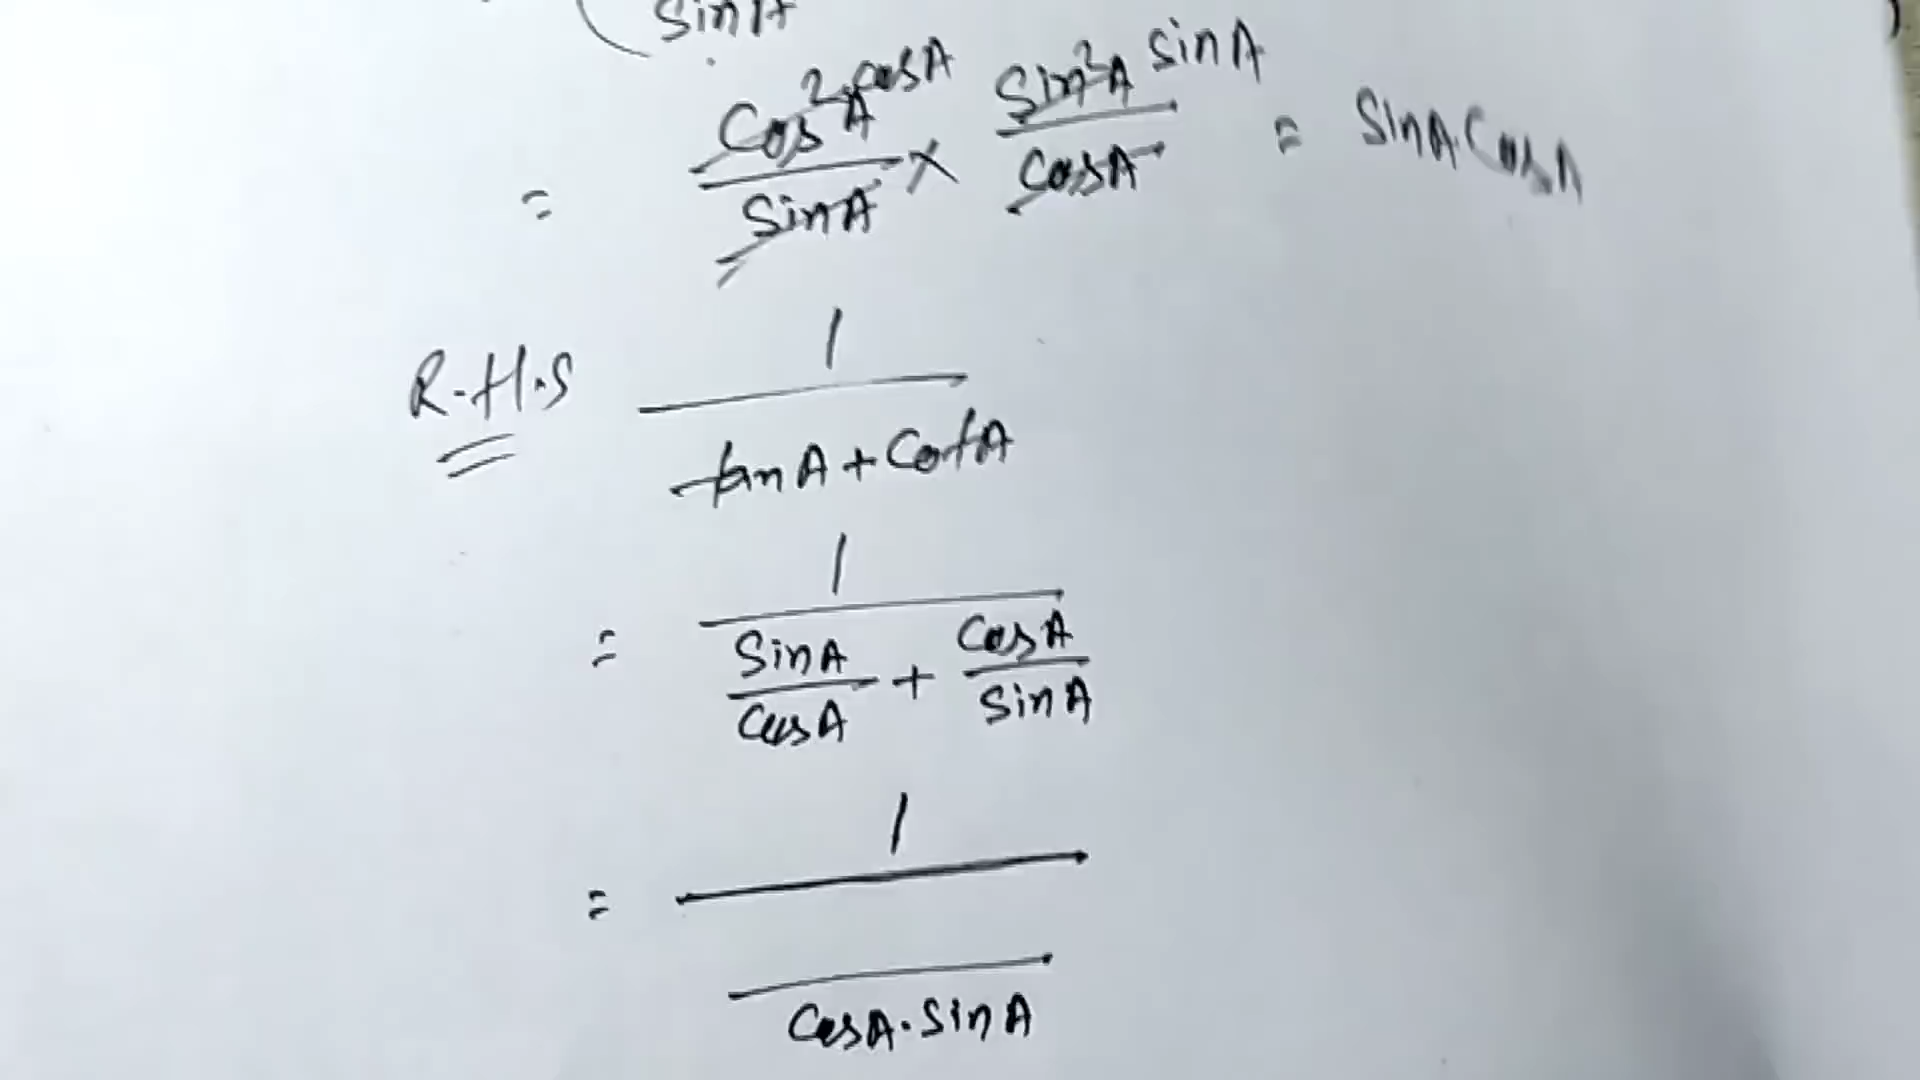 ( sinA
= Cos²A cosA / SinA × Sin²A sinA / CosA = SinA.CosA
R.H.S 1 / tanA + CotA
= 1 / SinA/CosA + CosA/SinA
= 1 / / CosA.SinA